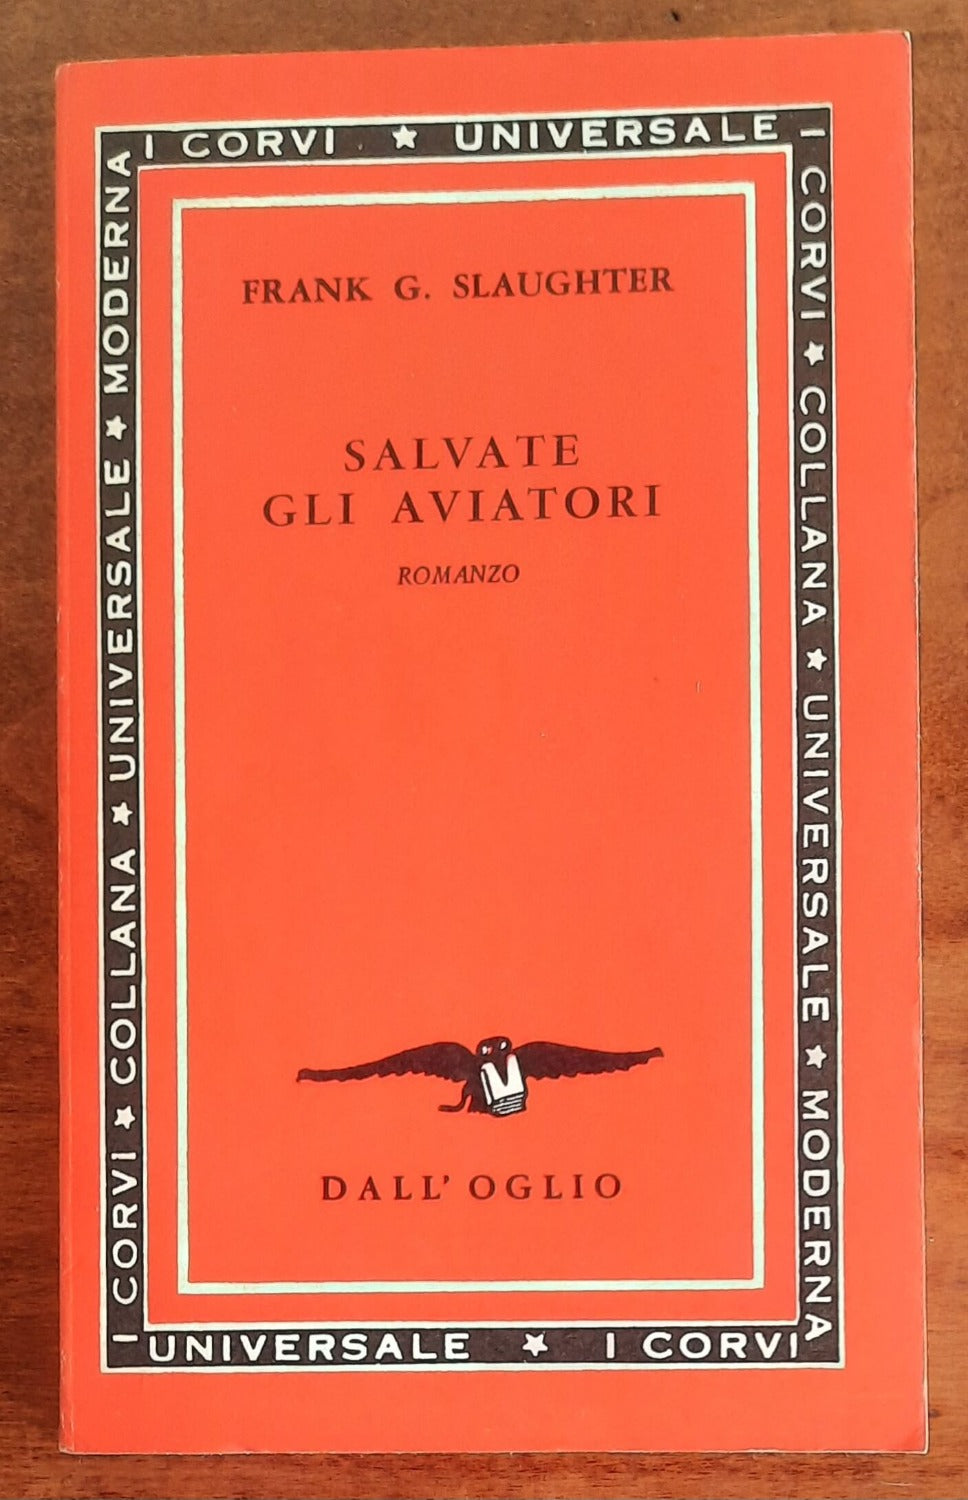 I CORVI ★ UNIVERSALE
I CORVI ★ COLLANA ★ UNIVERSALE ★ MODERNA
I CORVI ★ COLLANA ★ UNIVERSALE ★ MODERNA
FRANK G. SLAUGHTER
SALVATE
GLI AVIATORI
ROMANZO
DALL'OGLIO
UNIVERSALE ★ I CORVI